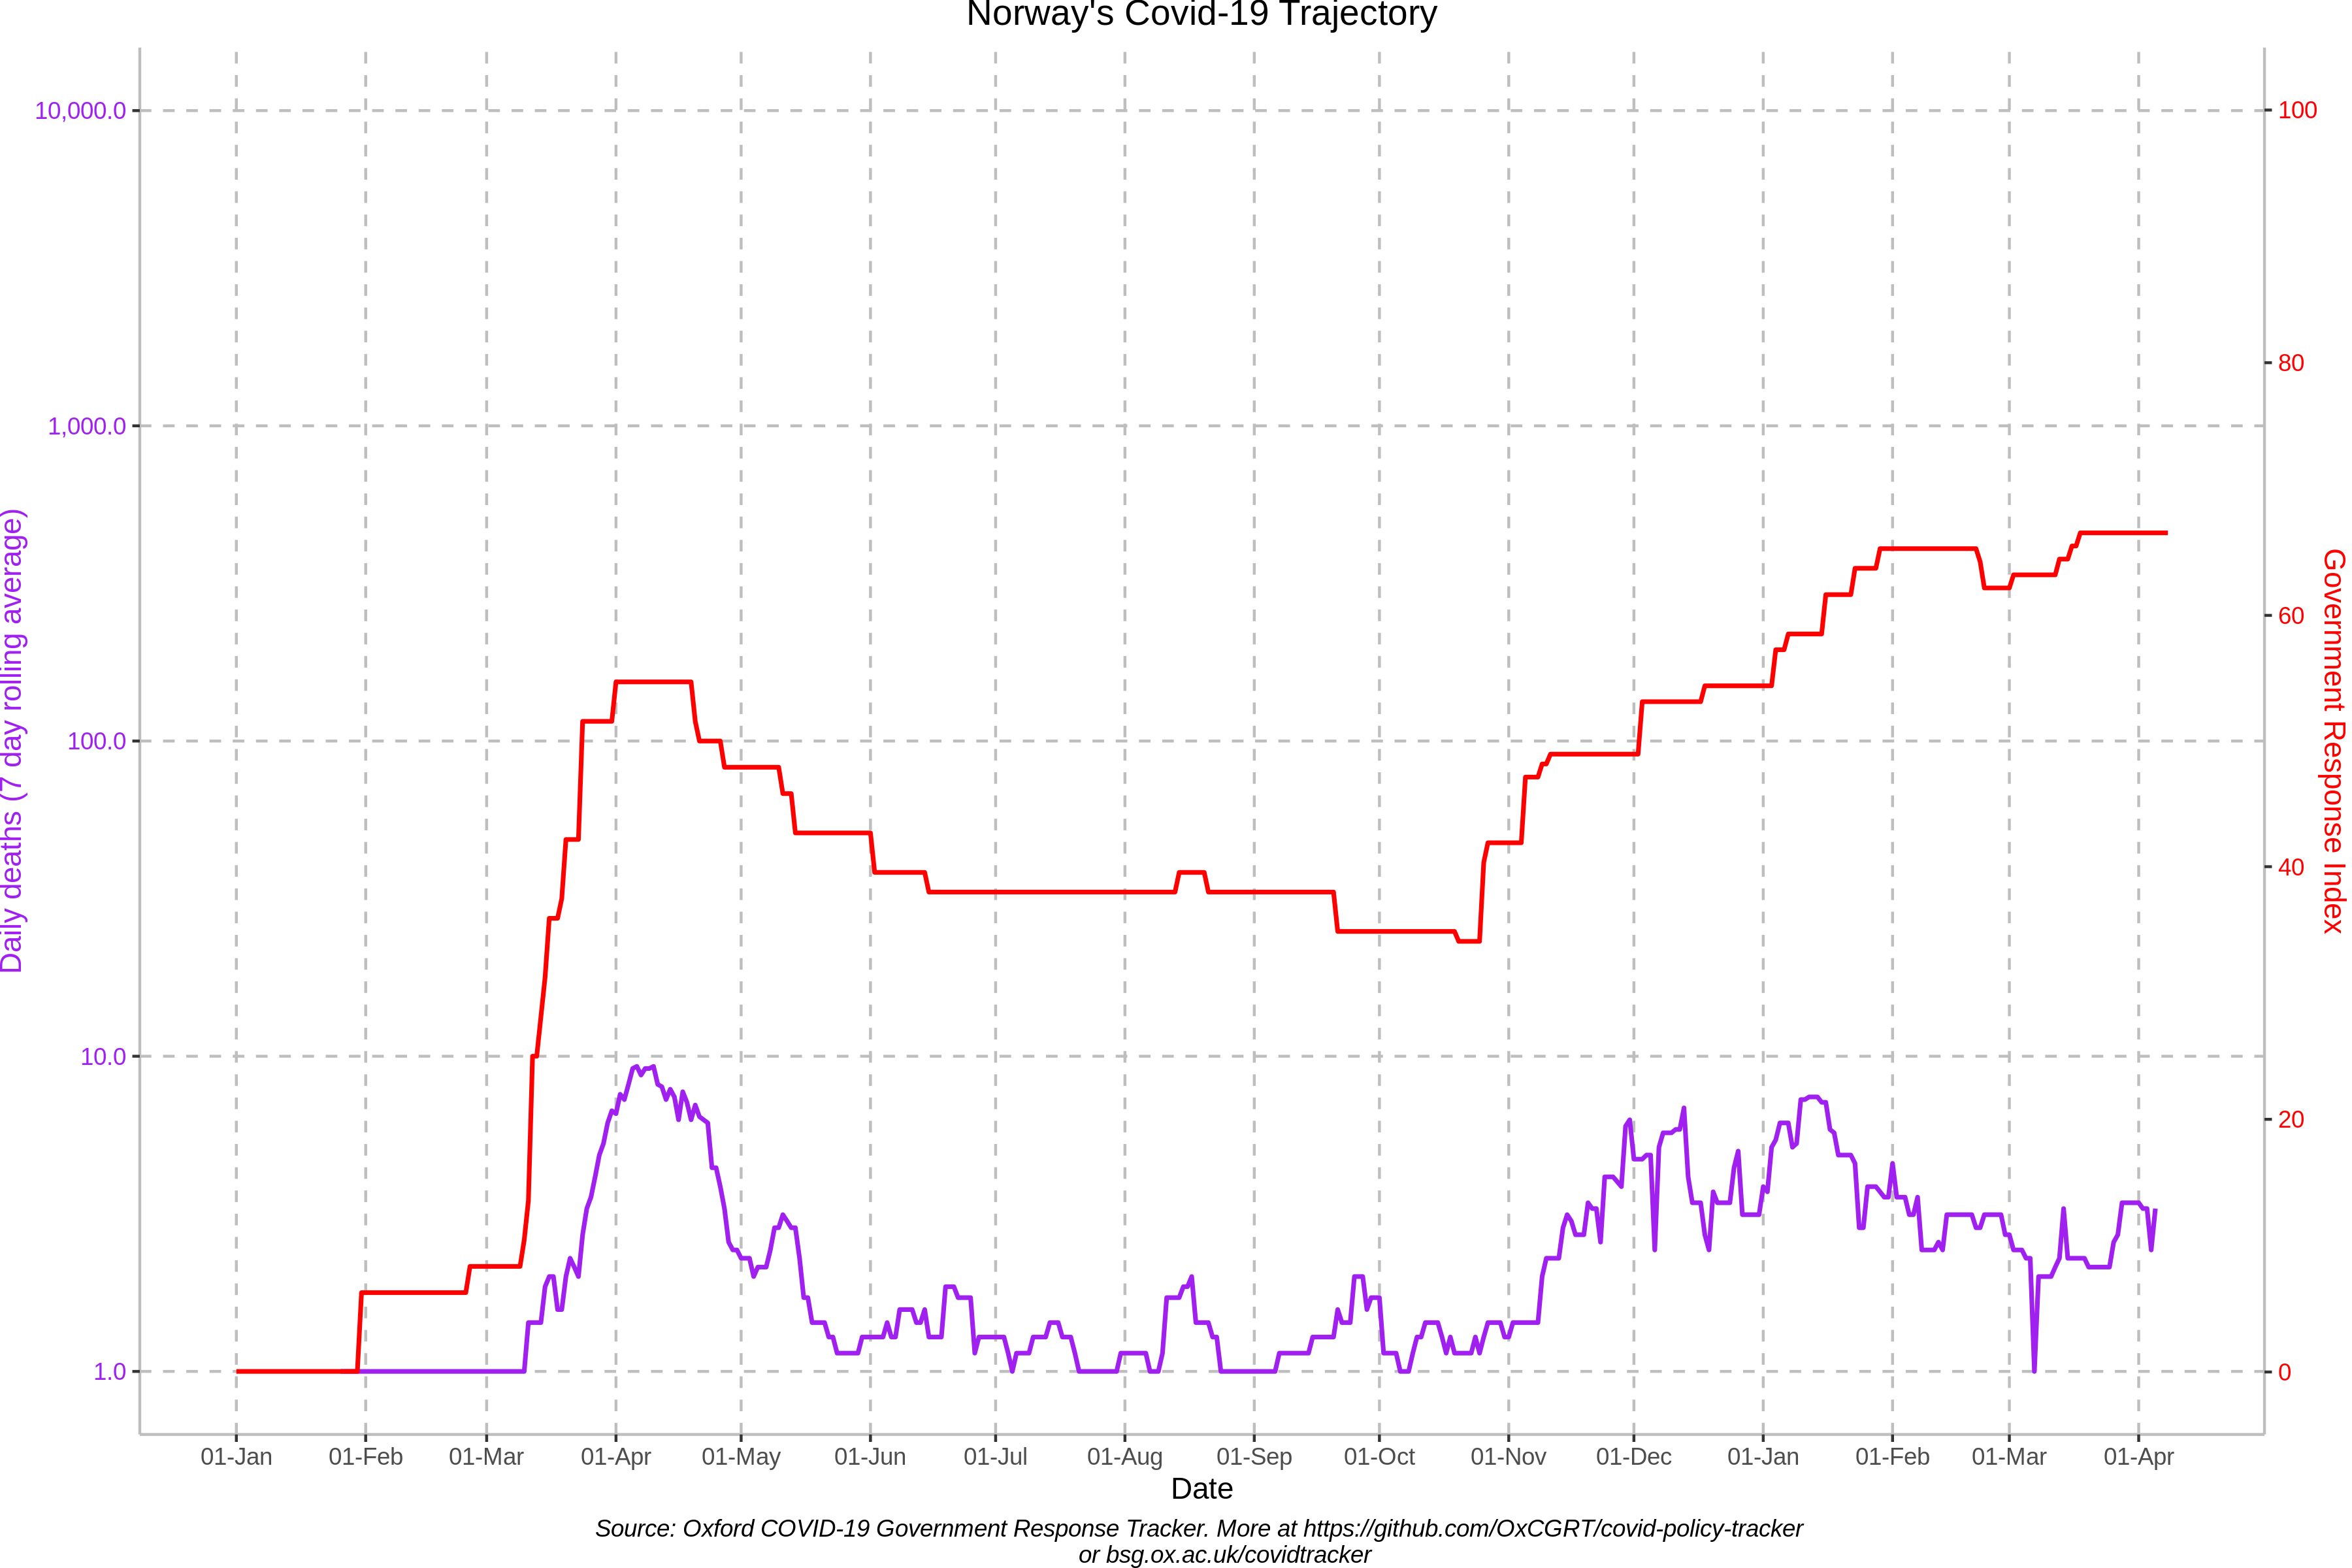 Norway's Covid-19 Trajectory
10,000.0
1,000.0
100.0
10.0
1.0
Daily deaths (7 day rolling average)
100
80
60
40
20
0
Government Response Index
01-Jan 01-Feb 01-Mar 01-Apr 01-May 01-Jun 01-Jul 01-Aug 01-Sep 01-Oct 01-Nov 01-Dec 01-Jan 01-Feb 01-Mar 01-Apr
Date
Source: Oxford COVID-19 Government Response Tracker. More at https://github.com/OxCGRT/covid-policy-tracker
or bsg.ox.ac.uk/covidtracker